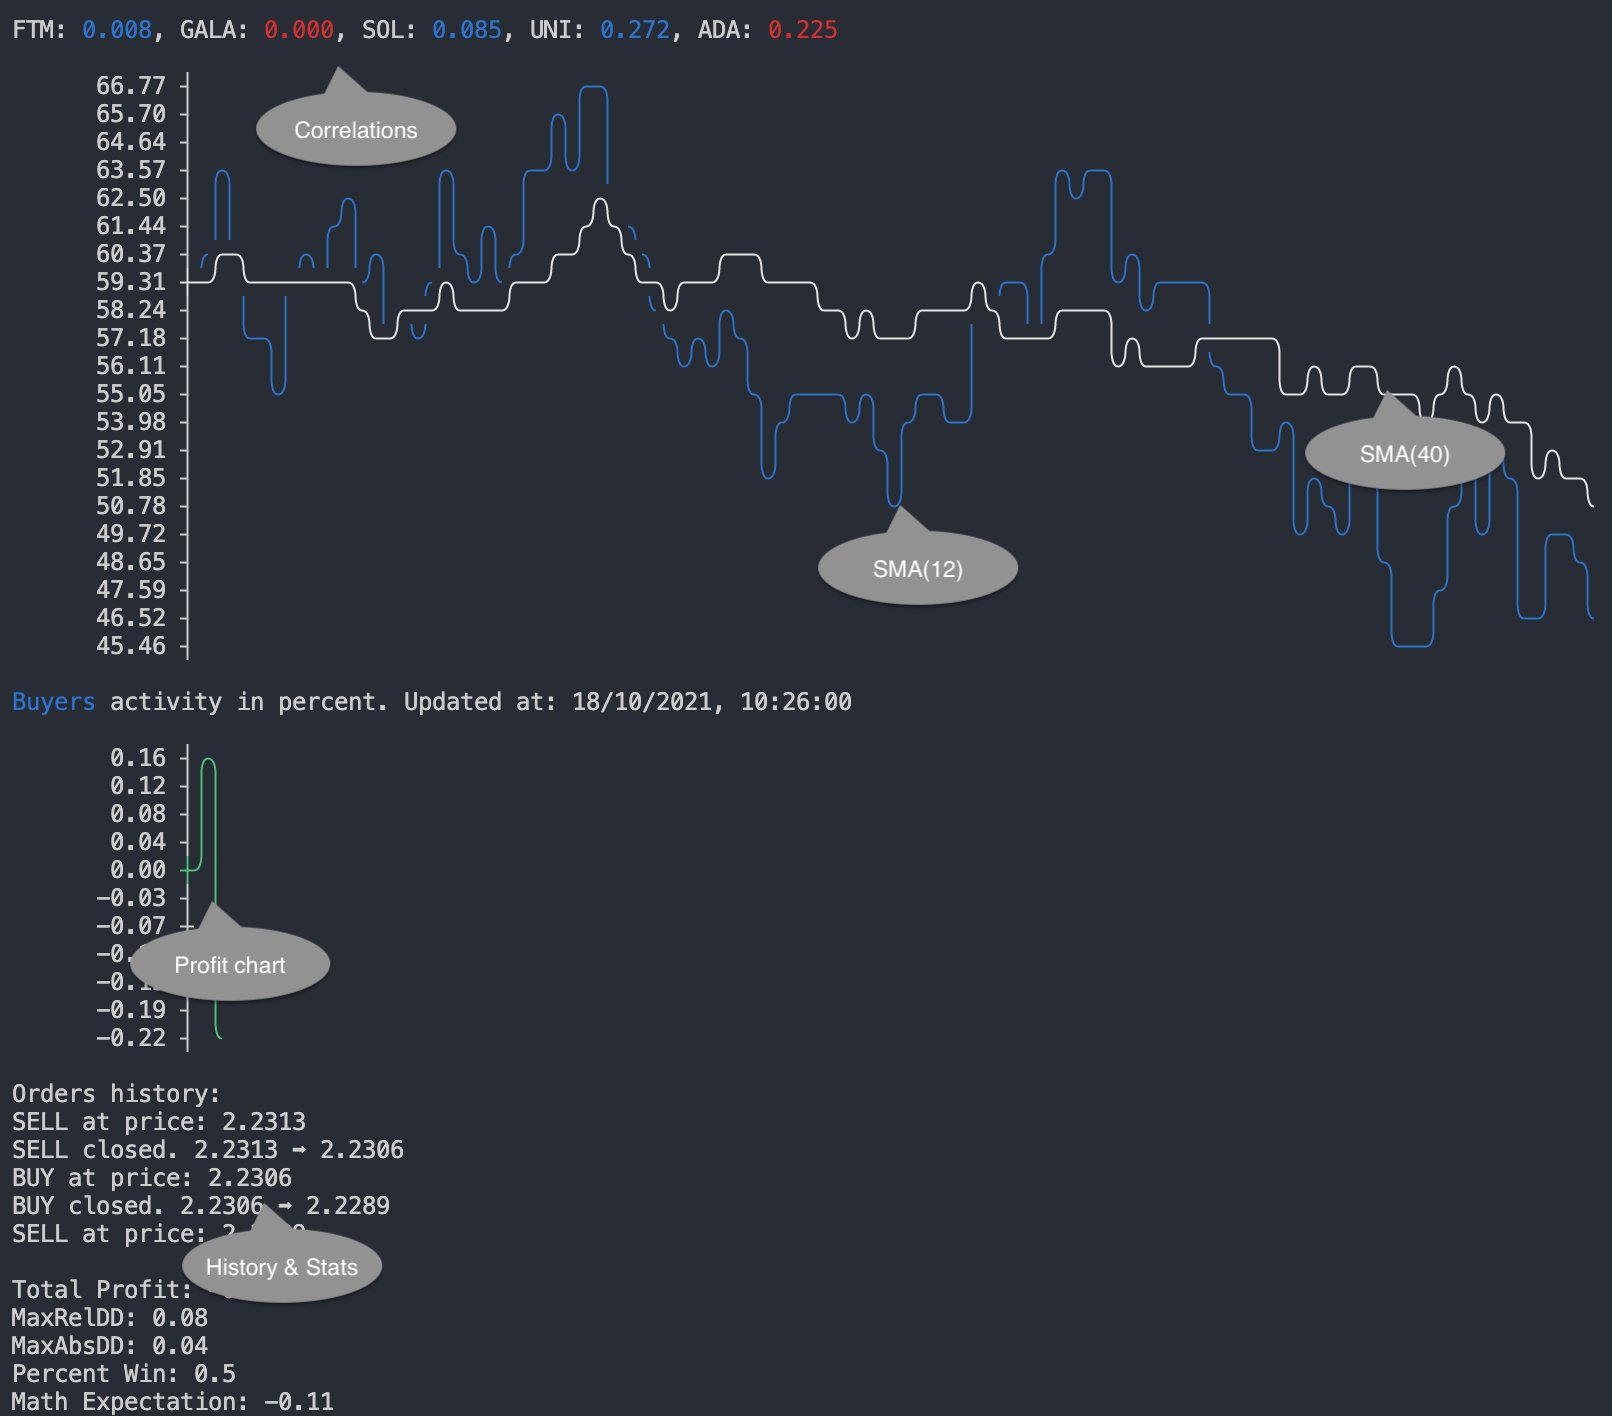 FTM: 0.008, GALA: 0.000, SOL: 0.085, UNI: 0.272, ADA: 0.225
66.77
65.70
Correlations
64.64
63.57
62.50
61.44
60.37
59.31
58.24
57.18
56.11
55.05
53.98
52.91
SMA(40)
51.85
50.78
49.72
48.65
SMA(12)
47.59
46.52
45.46
Buyers activity in percent. Updated at: 18/10/2021, 10:26:00
0.16
0.12
0.08
0.04
0.00
−0.03
−0.07
Profit chart
−0.19
−0.22
Orders history:
SELL at price: 2.2313
SELL closed. 2.2313 ➡ 2.2306
BUY at price: 2.2306
BUY closed. 2.2306 ➡ 2.2289
SELL at price:
History & Stats
Total Profit:
MaxRelDD: 0.08
MaxAbsDD: 0.04
Percent Win: 0.5
Math Expectation: −0.11